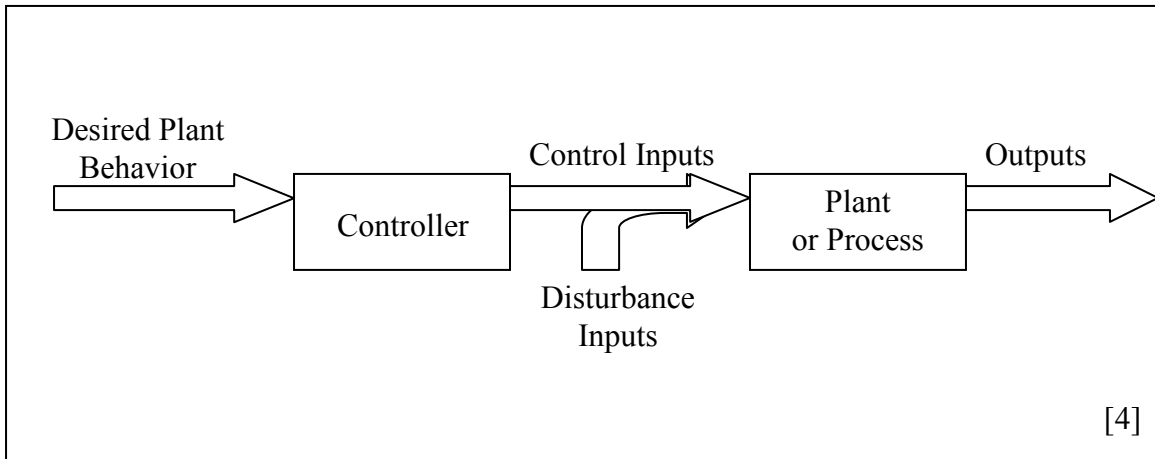 Desired Plant
Behavior
Controller
Control Inputs
Disturbance
Inputs
Plant
or Process
Outputs
[4]